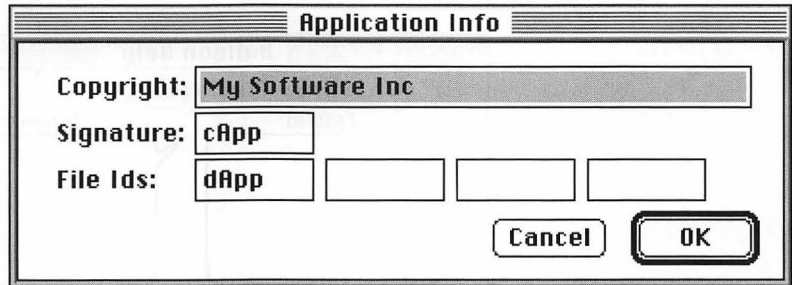 Application Info
Copyright: My Software Inc
Signature: cApp
File Ids: dApp
Cancel OK